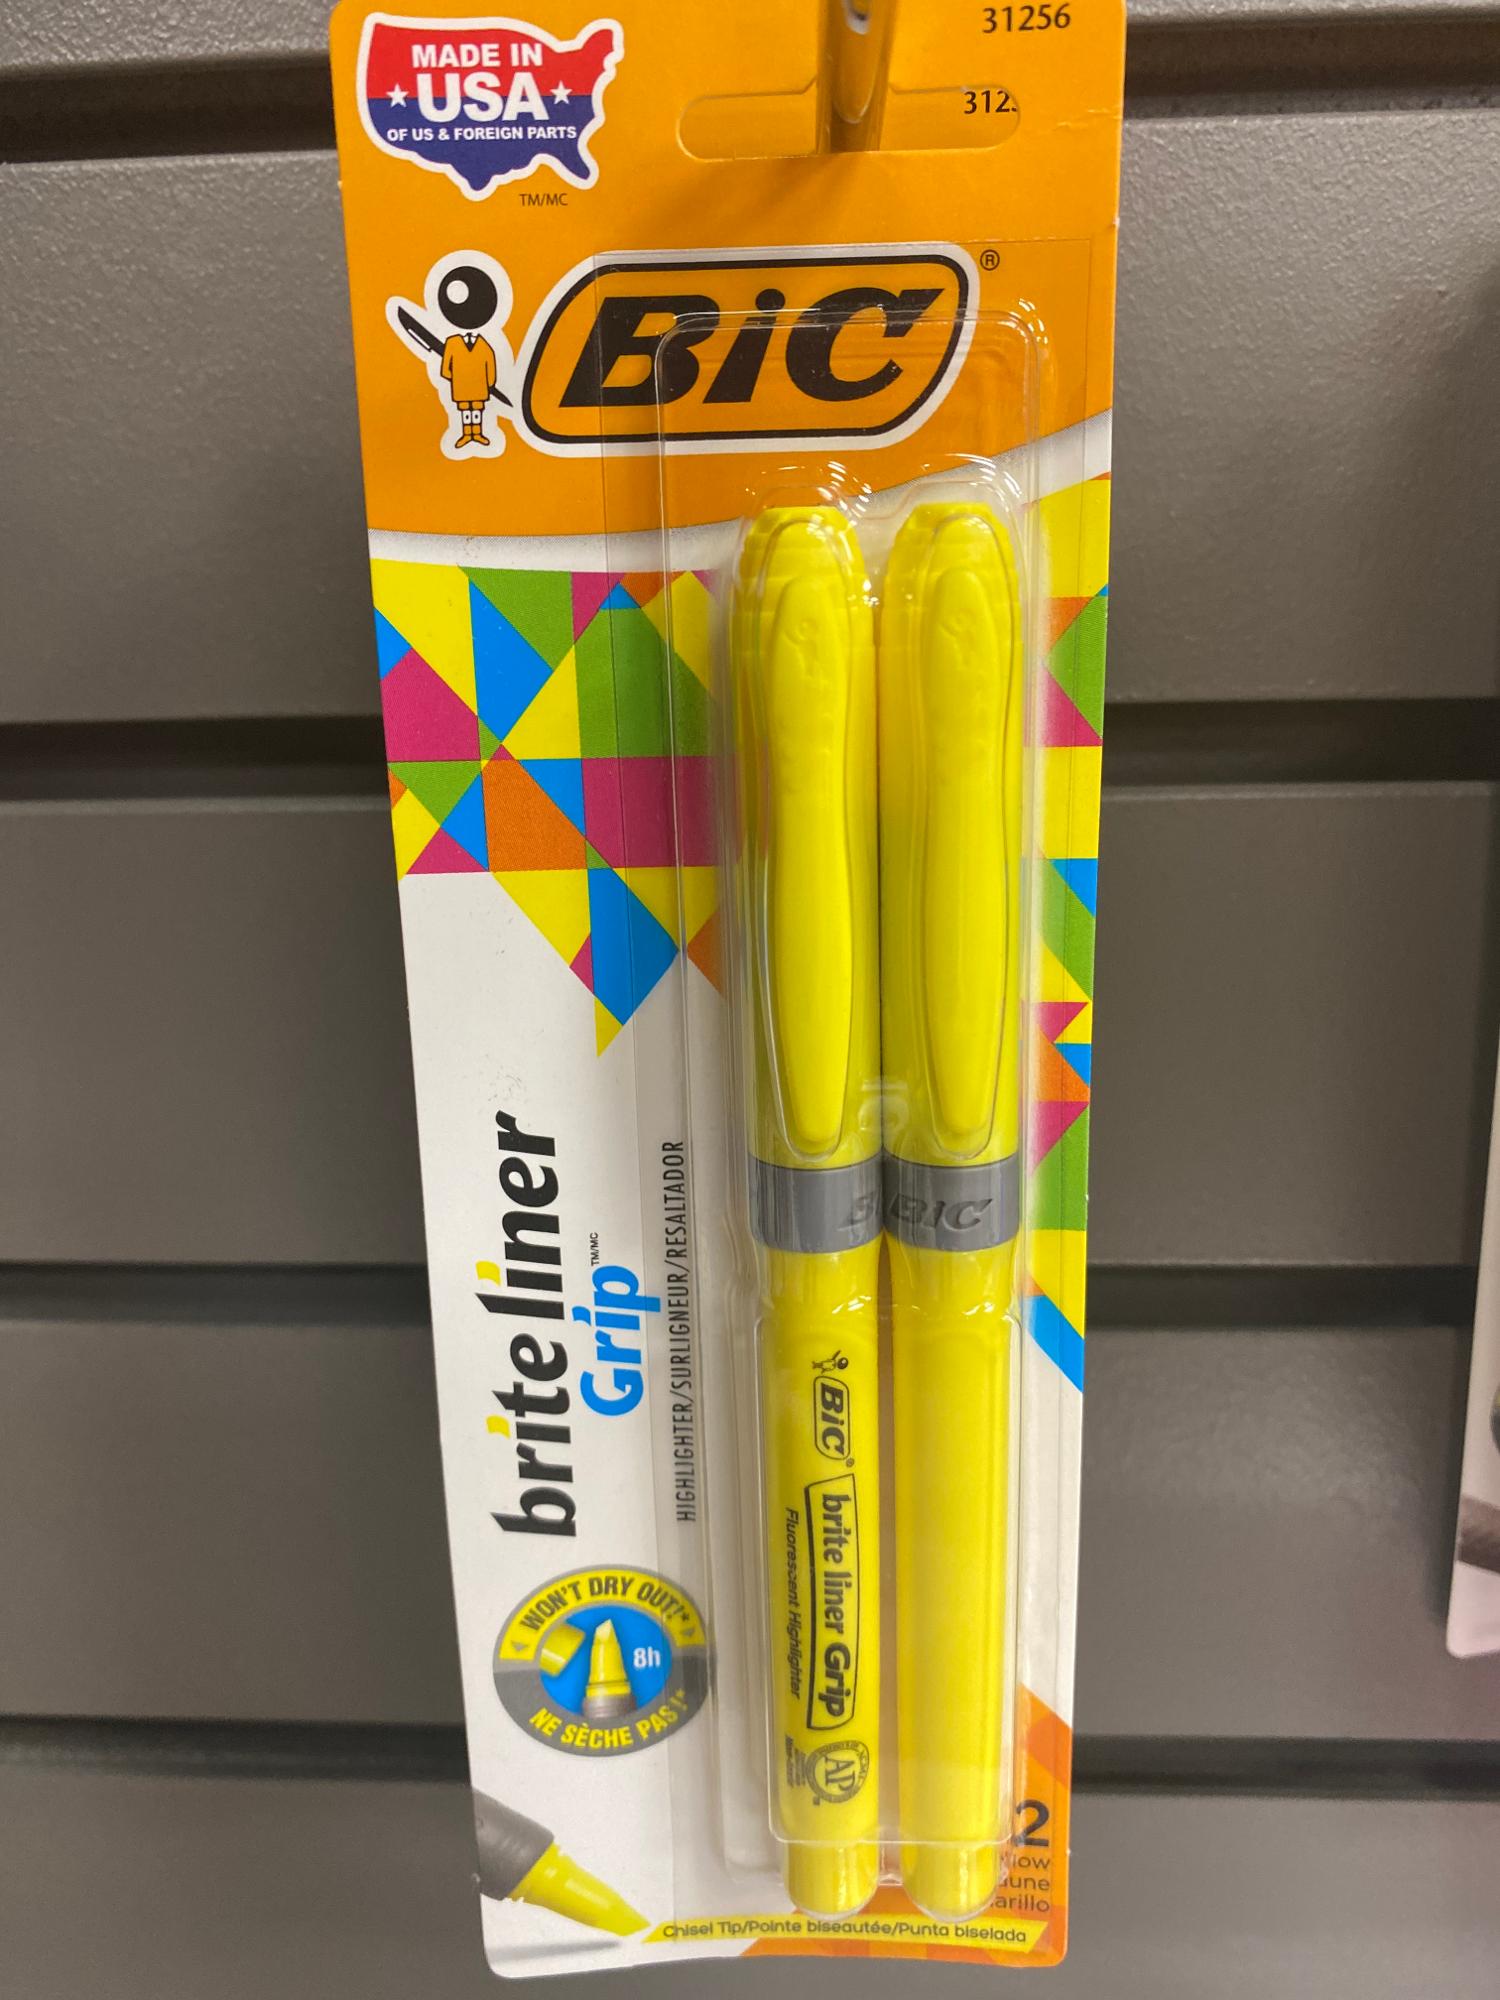 31256
MADE IN
USA
OF US & FOREIGN PARTS
TM/MC
BiC®
brite liner
Grip TM/MC
HIGHLIGHTER/SURLIGNEUR/RESALTADOR
WON'T DRY OUT!*
8h
NE SÈCHE PAS!*
BIC
BiC®
brite liner Grip
Fluorescent Highlighter
AP
2
Chisel Tip/Pointe biseautée/Punta biselada